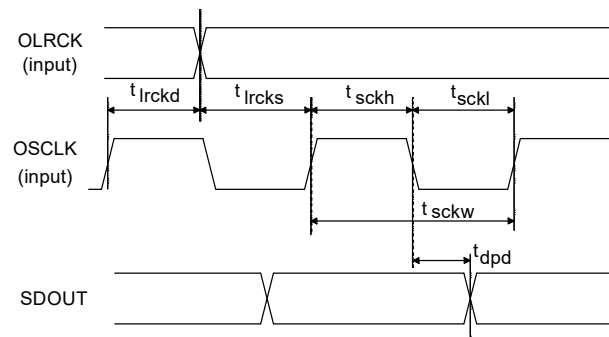 OLRCK
(input)
t lrckd
t lrcks
t sckh
t sckl
OSCLK
(input)
t sckw
t dpd
SDOUT